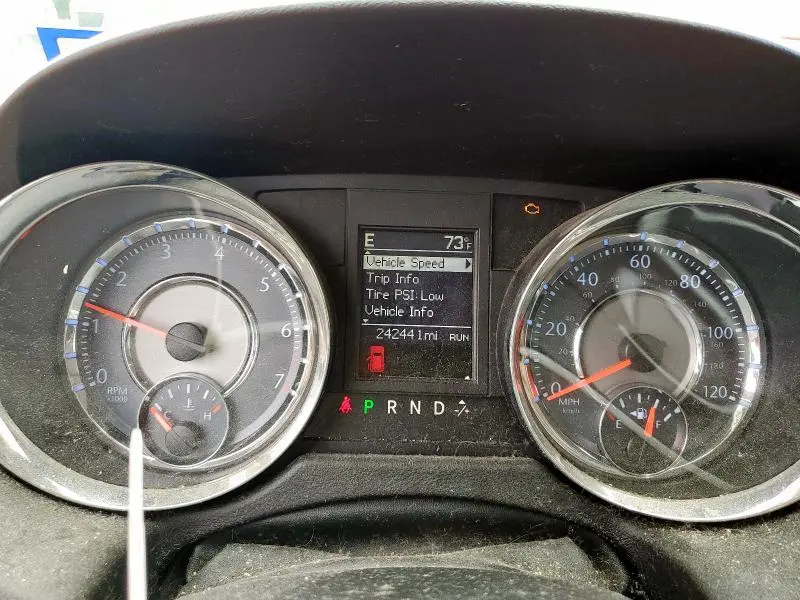 0
1
2
3
4
5
6
7
RPM
x1000
C
H
E 73°F
Vehicle Speed
Trip Info
Tire PSI: Low
Vehicle Info
242441mi RUN
P R N D
0
20
40
60
80
100
120
MPH
km/h
E
F